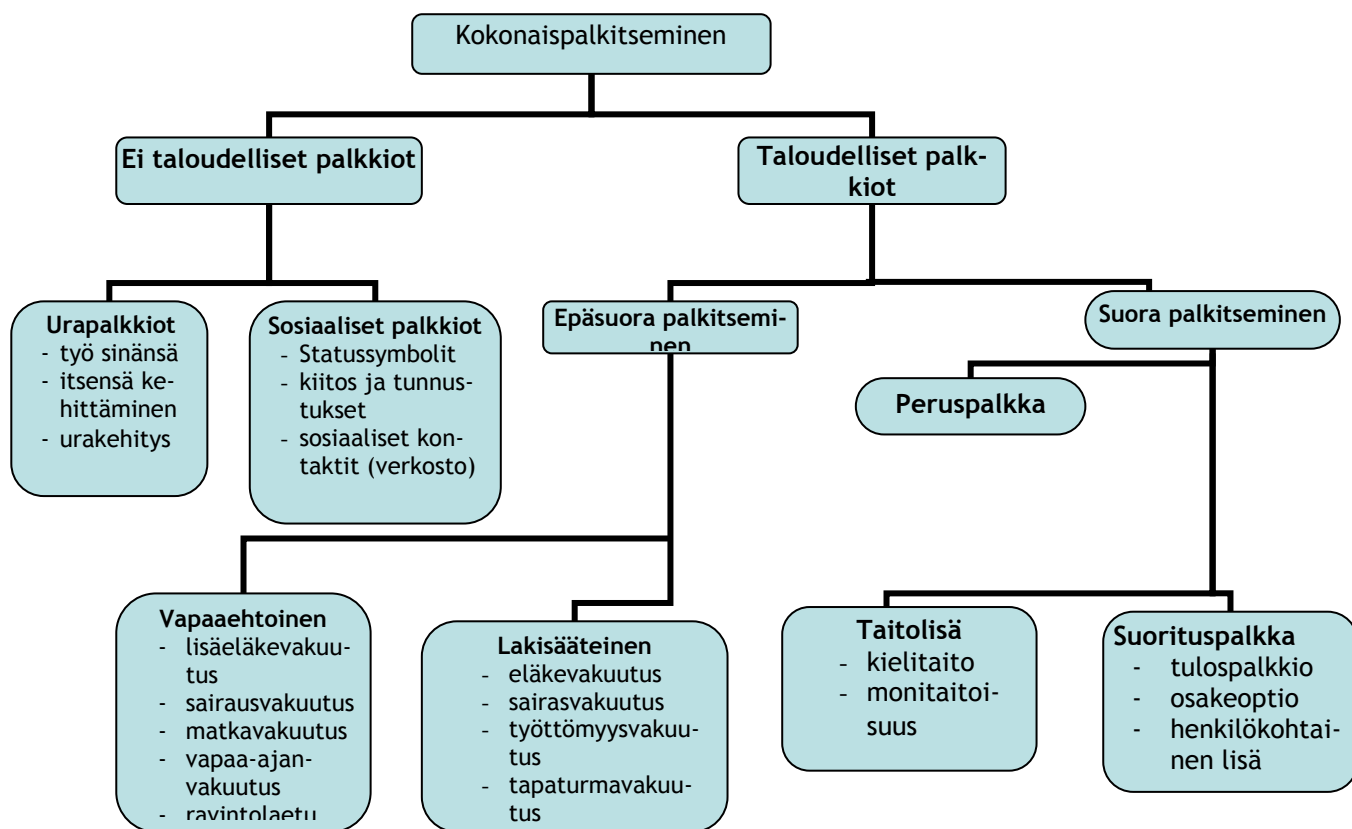 Kokonaispalkitseminen
Ei taloudelliset palkkiot
Taloudelliset palk-
kiot
Urapalkkiot
- työ sinänsä
- itsensä ke-
hittäminen
- urakehitys
Sosiaaliset palkkiot
- Statussymbolit
- kiitos ja tunnus-
tukset
- sosiaaliset kon-
taktit (verkosto)
Epäsuora palkitsemi-
nen
Suora palkitseminen
Peruspalkka
Vapaaehtoinen
- lisäeläkevakuu-
tus
- sairausvakuutus
- matkavakuutus
- vapaa-ajan-
vakuutus
- ravintolaetu
Lakisääteinen
- eläkevakuutus
- sairasvakuutus
- työttömyysvakuu-
tus
- tapaturmavakuu-
tus
Taitolisä
- kielitaito
- monitaitoi-
suus
Suorituspalkka
- tulospalkkio
- osakeoptio
- henkilökohtai-
nen lisä